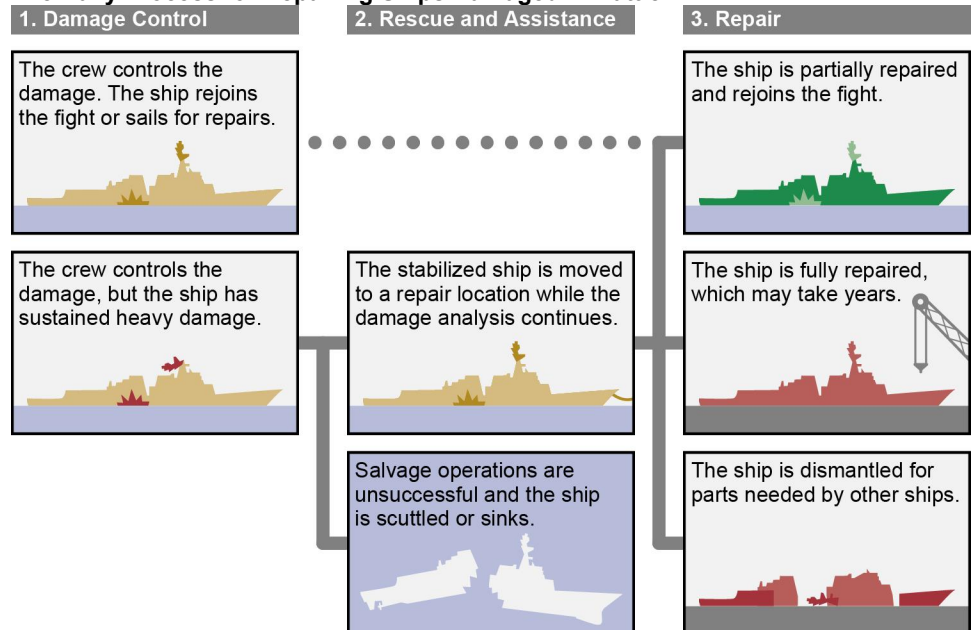 1. Damage Control
2. Rescue and Assistance
3. Repair
The crew controls the
damage. The ship rejoins
the fight or sails for repairs.
The ship is partially repaired
and rejoins the fight.
The crew controls the
damage, but the ship has
sustained heavy damage.
The stabilized ship is moved
to a repair location while the
damage analysis continues.
The ship is fully repaired,
which may take years.
Salvage operations are
unsuccessful and the ship
is scuttled or sinks.
The ship is dismantled for
parts needed by other ships.